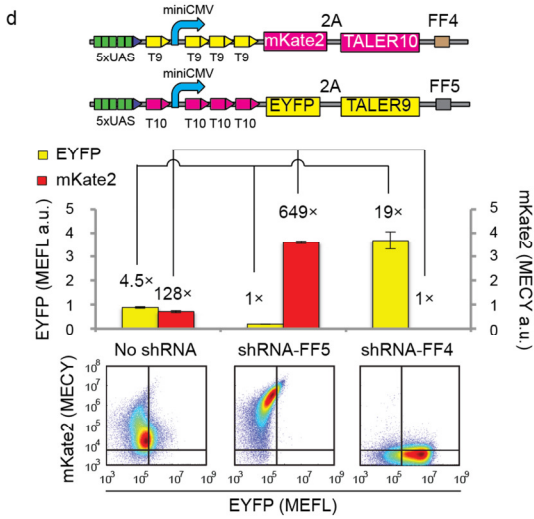 d
miniCMV
2A
FF4
mKate2
TALER10
5xUAS
T9
T9 T9 T9
miniCMV
2A
FF5
EYFP
TALER9
5xUAS
T10
T10 T10 T10
EYFP
mKate2
EYFP (MEFL a.u.)
mKate2 (MECY a.u.)
5 4 3 2 1 0
5 4 3 2 1 0
4.5×
128×
1×
649×
19×
1×
No shRNA
shRNA-FF5
shRNA-FF4
mKate2 (MECY)
10⁸
10⁷
10⁶
10⁵
10⁴
10³
10³ 10⁵ 10⁷ 10⁹
10³ 10⁵ 10⁷ 10⁹
10³ 10⁵ 10⁷ 10⁹
EYFP (MEFL)